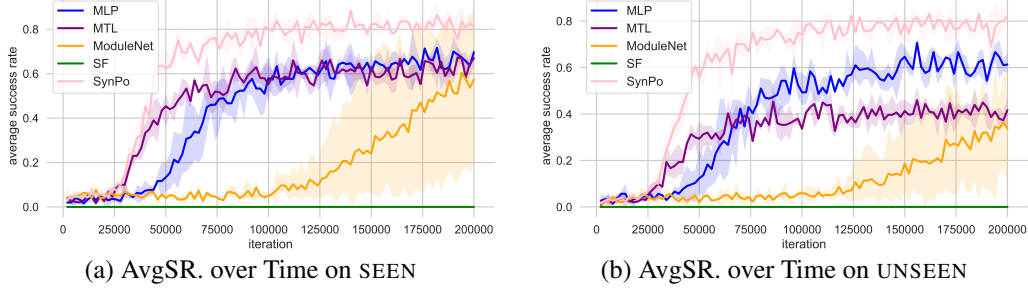 MLP
MTL
ModuleNet
SF
SynPo
average success rate
0.8
0.6
0.4
0.2
0.0
0 25000 50000 75000 100000 125000 150000 175000 200000
iteration
(a) AvgSR. over Time on SEEN
MLP
MTL
ModuleNet
SF
SynPo
average success rate
0.8
0.6
0.4
0.2
0.0
0 25000 50000 75000 100000 125000 150000 175000 200000
iteration
(b) AvgSR. over Time on UNSEEN